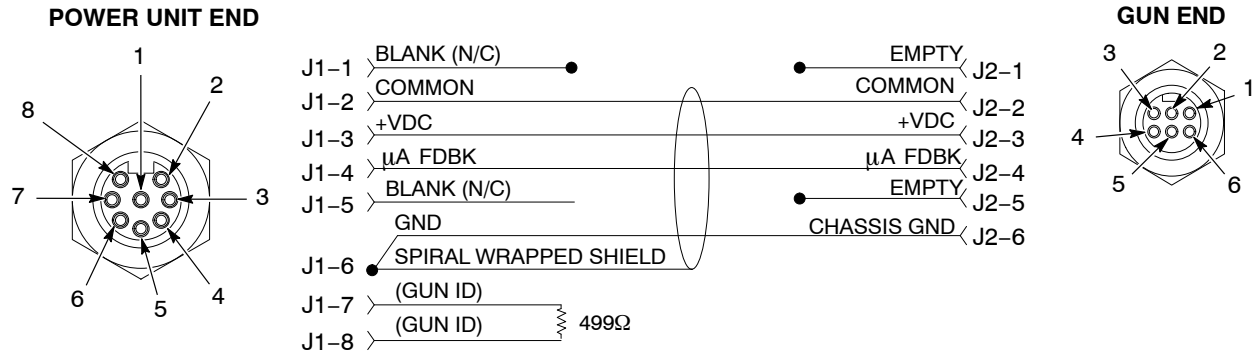 POWER UNIT END
GUN END
1
2
8
7
3
6
5
4
J1–1 BLANK (N/C) EMPTY J2–1
J1–2 COMMON COMMON J2–2
J1–3 +VDC +VDC J2–3
J1–4 μA FDBK μA FDBK J2–4
J1–5 BLANK (N/C) EMPTY J2–5
GND CHASSIS GND J2–6
J1–6 SPIRAL WRAPPED SHIELD
J1–7 (GUN ID)
499Ω
J1–8 (GUN ID)
3
2
1
4
5
6